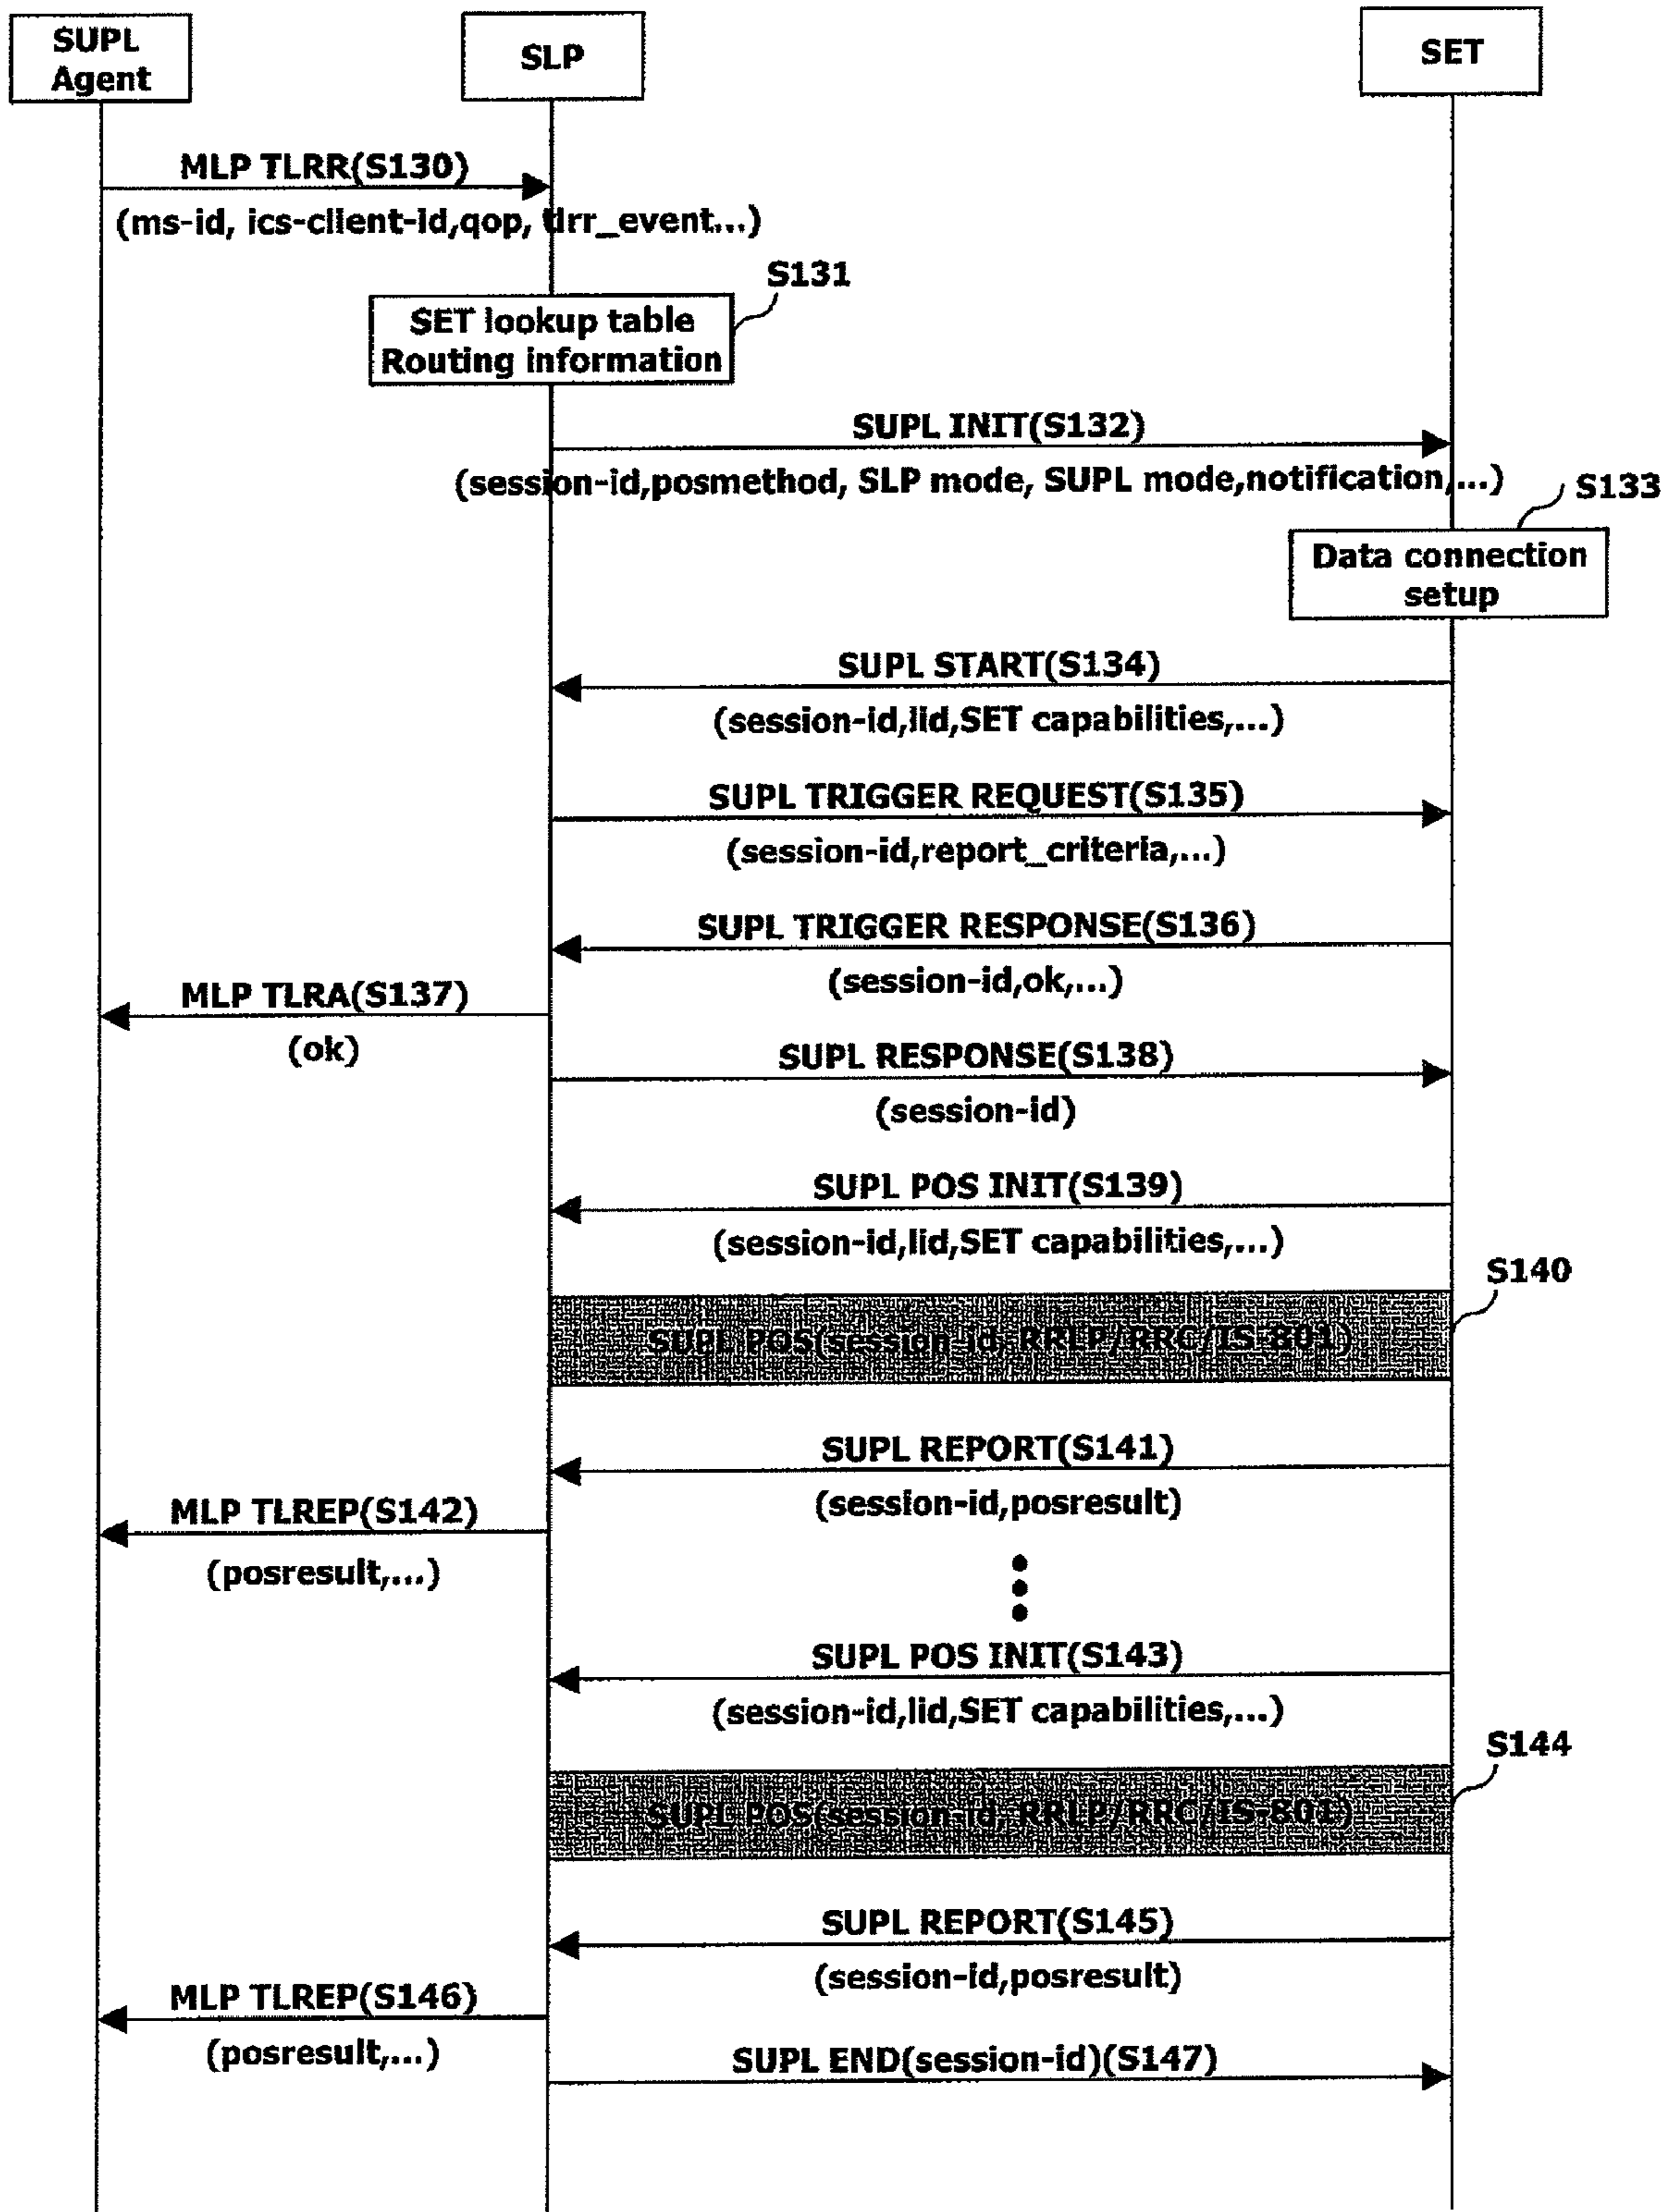 SUPL
Agent
SLP
SET
MLP TLRR(S130)
(ms-id, ics-client-id,qop, tlrr_event...)
S131
SET lookup table
Routing information
SUPL INIT(S132)
(session-id,posmethod, SLP mode, SUPL mode,notification,...)
S133
Data connection
setup
SUPL START(S134)
(session-id,lid,SET capabilities,...)
SUPL TRIGGER REQUEST(S135)
(session-id,report_criteria,...)
SUPL TRIGGER RESPONSE(S136)
(session-id,ok,...)
MLP TLRA(S137)
(ok)
SUPL RESPONSE(S138)
(session-id)
SUPL POS INIT(S139)
(session-id,lid,SET capabilities,...)
S140
SUPL POS(session-id, RRLP/RRC/IS-801)
SUPL REPORT(S141)
(session-id,posresult)
MLP TLREP(S142)
(posresult,...)
SUPL POS INIT(S143)
(session-id,lid,SET capabilities,...)
S144
SUPL POS(session-id, RRLP/RRC/IS-801)
SUPL REPORT(S145)
(session-id,posresult)
MLP TLREP(S146)
(posresult,...)
SUPL END(session-id)(S147)